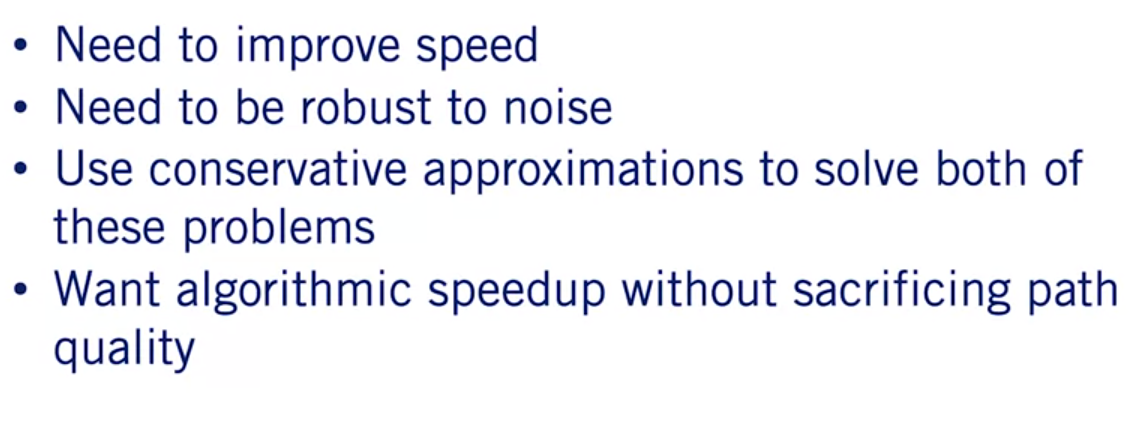 • Need to improve speed
• Need to be robust to noise
• Use conservative approximations to solve both of
these problems
• Want algorithmic speedup without sacrificing path
quality